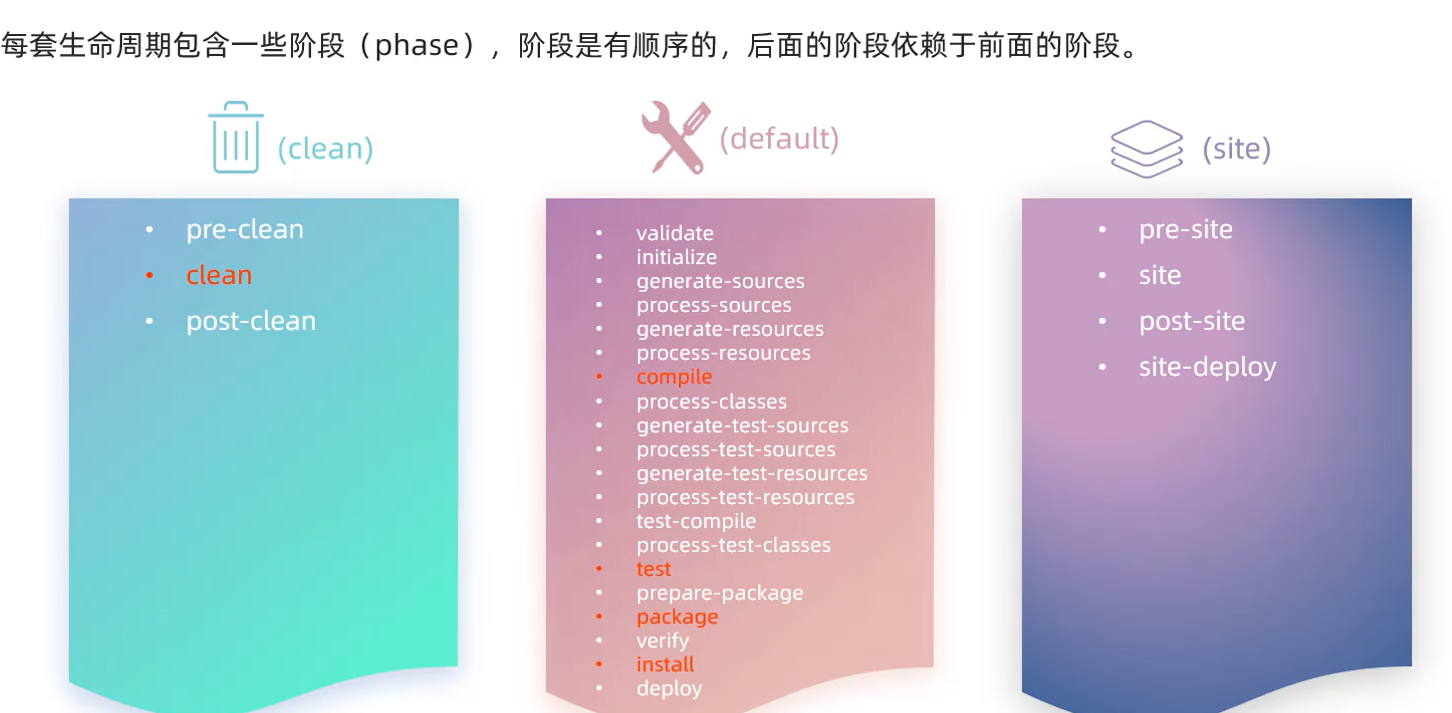 每套生命周期包含一些阶段（phase），阶段是有顺序的，后面的阶段依赖于前面的阶段。
(clean)
• pre-clean
• clean
• post-clean
(default)
• validate
• initialize
• generate-sources
• process-sources
• generate-resources
• process-resources
• compile
• process-classes
• generate-test-sources
• process-test-sources
• generate-test-resources
• process-test-resources
• test-compile
• process-test-classes
• test
• prepare-package
• package
• verify
• install
• deploy
(site)
• pre-site
• site
• post-site
• site-deploy